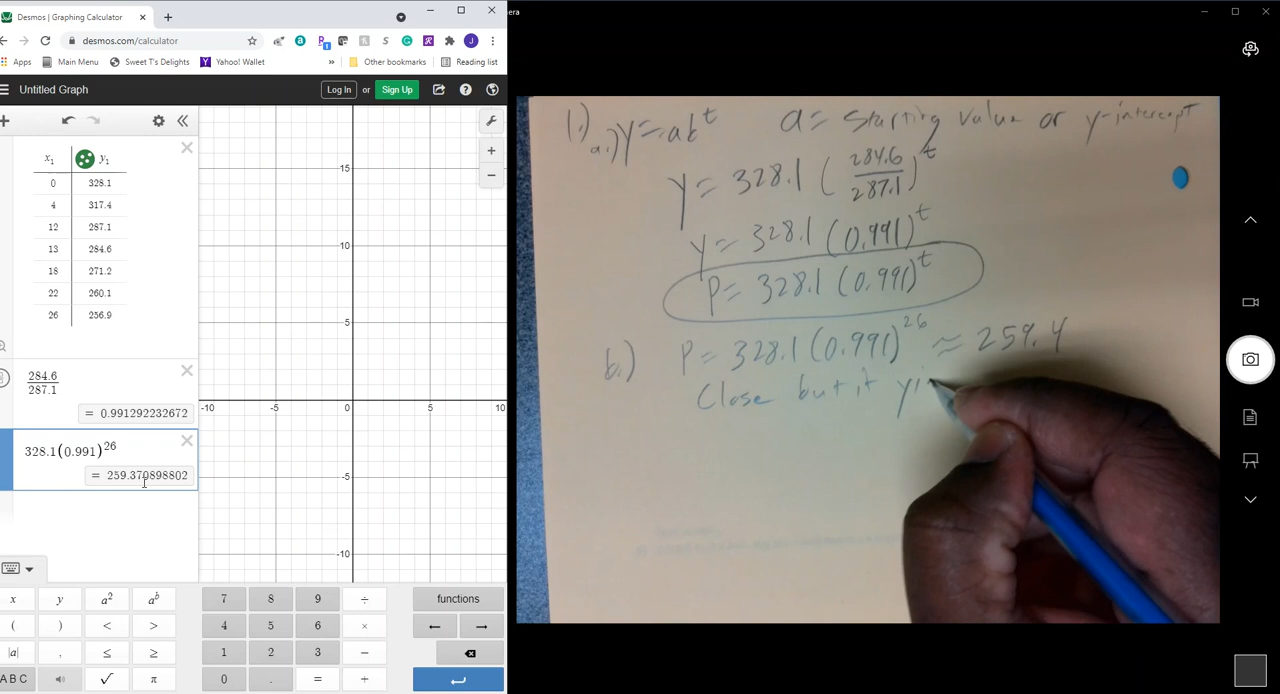 Desmos | Graphing Calculator
era
desmos.com/calculator
Apps Main Menu Sweet T's Delights Yahoo! Wallet » Other bookmarks Reading list
Untitled Graph Log In or Sign Up
x₁ y₁
0 328.1
4 317.4
12 287.1
13 284.6
18 271.2
22 260.1
26 256.9
284.6
287.1
= 0.991292232672
328.1(0.991)^26
= 259.370898802
15
10
5
-10 -5 0 5 10
-5
-10
x y a² aᵇ 7 8 9 ÷ functions
( ) < > 4 5 6 × ← →
|a| , ≤ ≥ 1 2 3 −
A B C √ π 0 . = +
1.) a.) y = ab^t a = starting value or y-intercept
y = 328.1 (284.6/287.1)^t
y = 328.1 (0.991)^t
P = 328.1 (0.991)^t
b.) P = 328.1 (0.991)^26 ≈ 259.4
Close but it yi